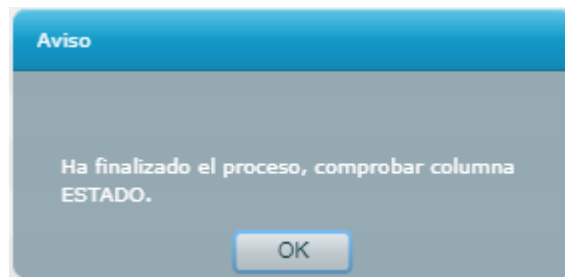 Aviso
Ha finalizado el proceso, comprobar columna
ESTADO.
OK